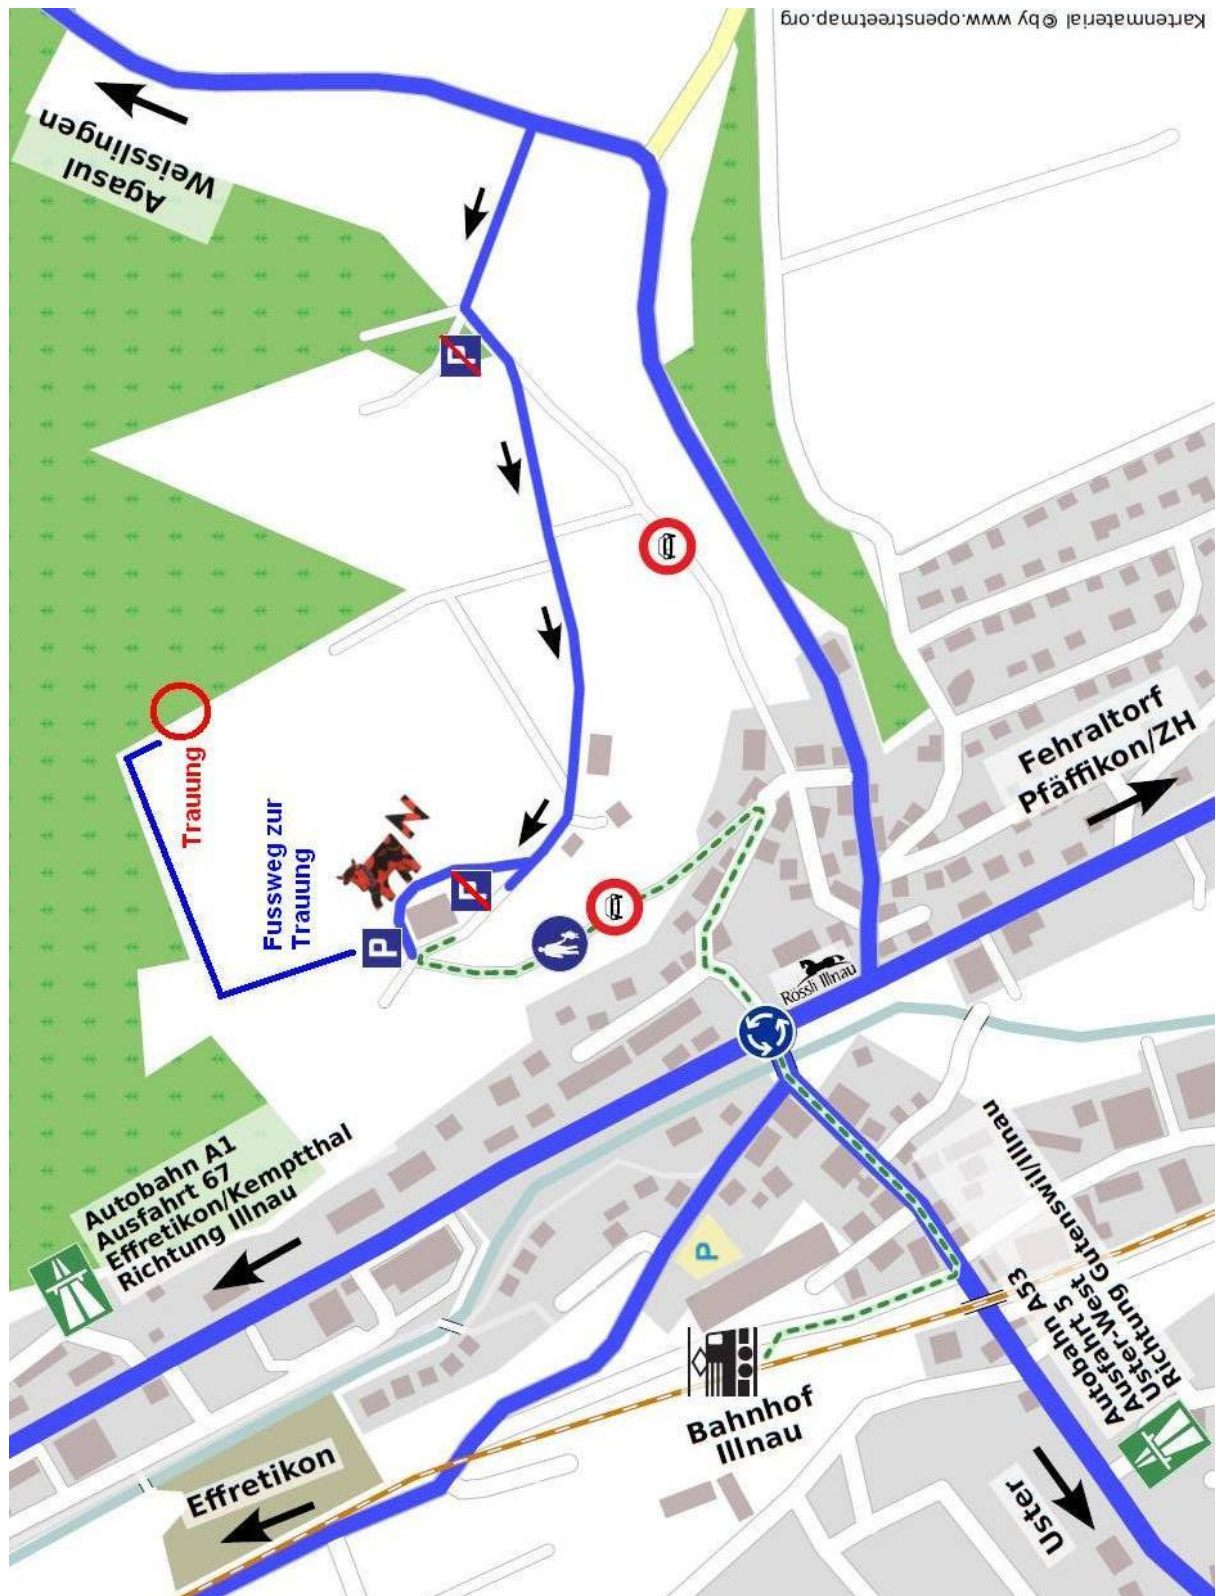 Kartenmaterial © by www.openstreetmap.org
Agasul
Weisslingen
P
Trauung
Fussweg zur
Trauung
P
P
Fehraltorf
Pfäffikon/ZH
Rössli Illnau
Autobahn A1
Ausfahrt 67
Effretikon/Kemptthal
Richtung Illnau
P
Bahnhof
Illnau
Effretikon
Autobahn A53
Ausfahrt 5
Uster-West
Richtung Gutenswil/Illnau
Uster